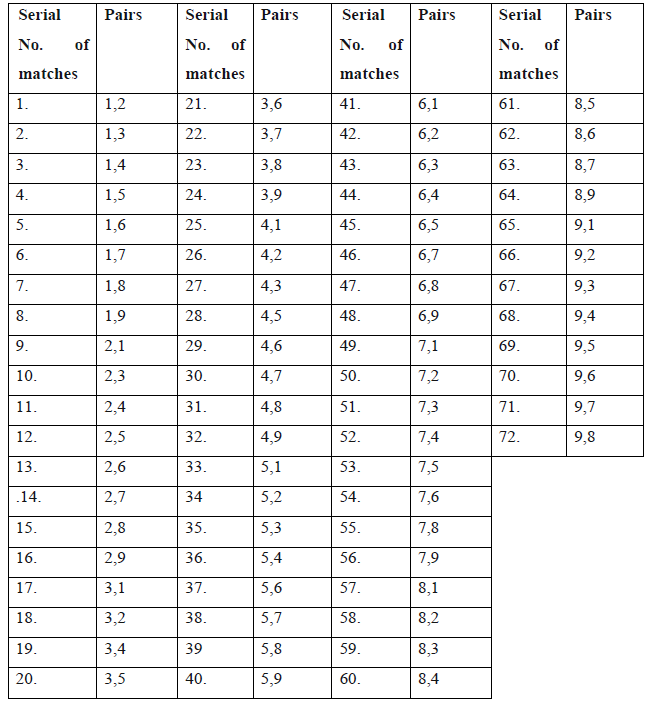 Serial No. of matches Pairs Serial No. of matches Pairs Serial No. of matches Pairs Serial No. of matches Pairs
1. 1,2 21. 3,6 41. 6,1 61. 8,5
2. 1,3 22. 3,7 42. 6,2 62. 8,6
3. 1,4 23. 3,8 43. 6,3 63. 8,7
4. 1,5 24. 3,9 44. 6,4 64. 8,9
5. 1,6 25. 4,1 45. 6,5 65. 9,1
6. 1,7 26. 4,2 46. 6,7 66. 9,2
7. 1,8 27. 4,3 47. 6,8 67. 9,3
8. 1,9 28. 4,5 48. 6,9 68. 9,4
9. 2,1 29. 4,6 49. 7,1 69. 9,5
10. 2,3 30. 4,7 50. 7,2 70. 9,6
11. 2,4 31. 4,8 51. 7,3 71. 9,7
12. 2,5 32. 4,9 52. 7,4 72. 9,8
13. 2,6 33. 5,1 53. 7,5
.14. 2,7 34 5,2 54. 7,6
15. 2,8 35. 5,3 55. 7,8
16. 2,9 36. 5,4 56. 7,9
17. 3,1 37. 5,6 57. 8,1
18. 3,2 38. 5,7 58. 8,2
19. 3,4 39 5,8 59. 8,3
20. 3,5 40. 5,9 60. 8,4